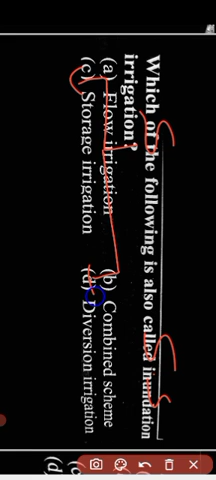 Which of the following is also called inundation
irrigation?
(a) Flow irrigation (b) Combined scheme
(c) Storage irrigation (d) Diversion irrigation
(d)